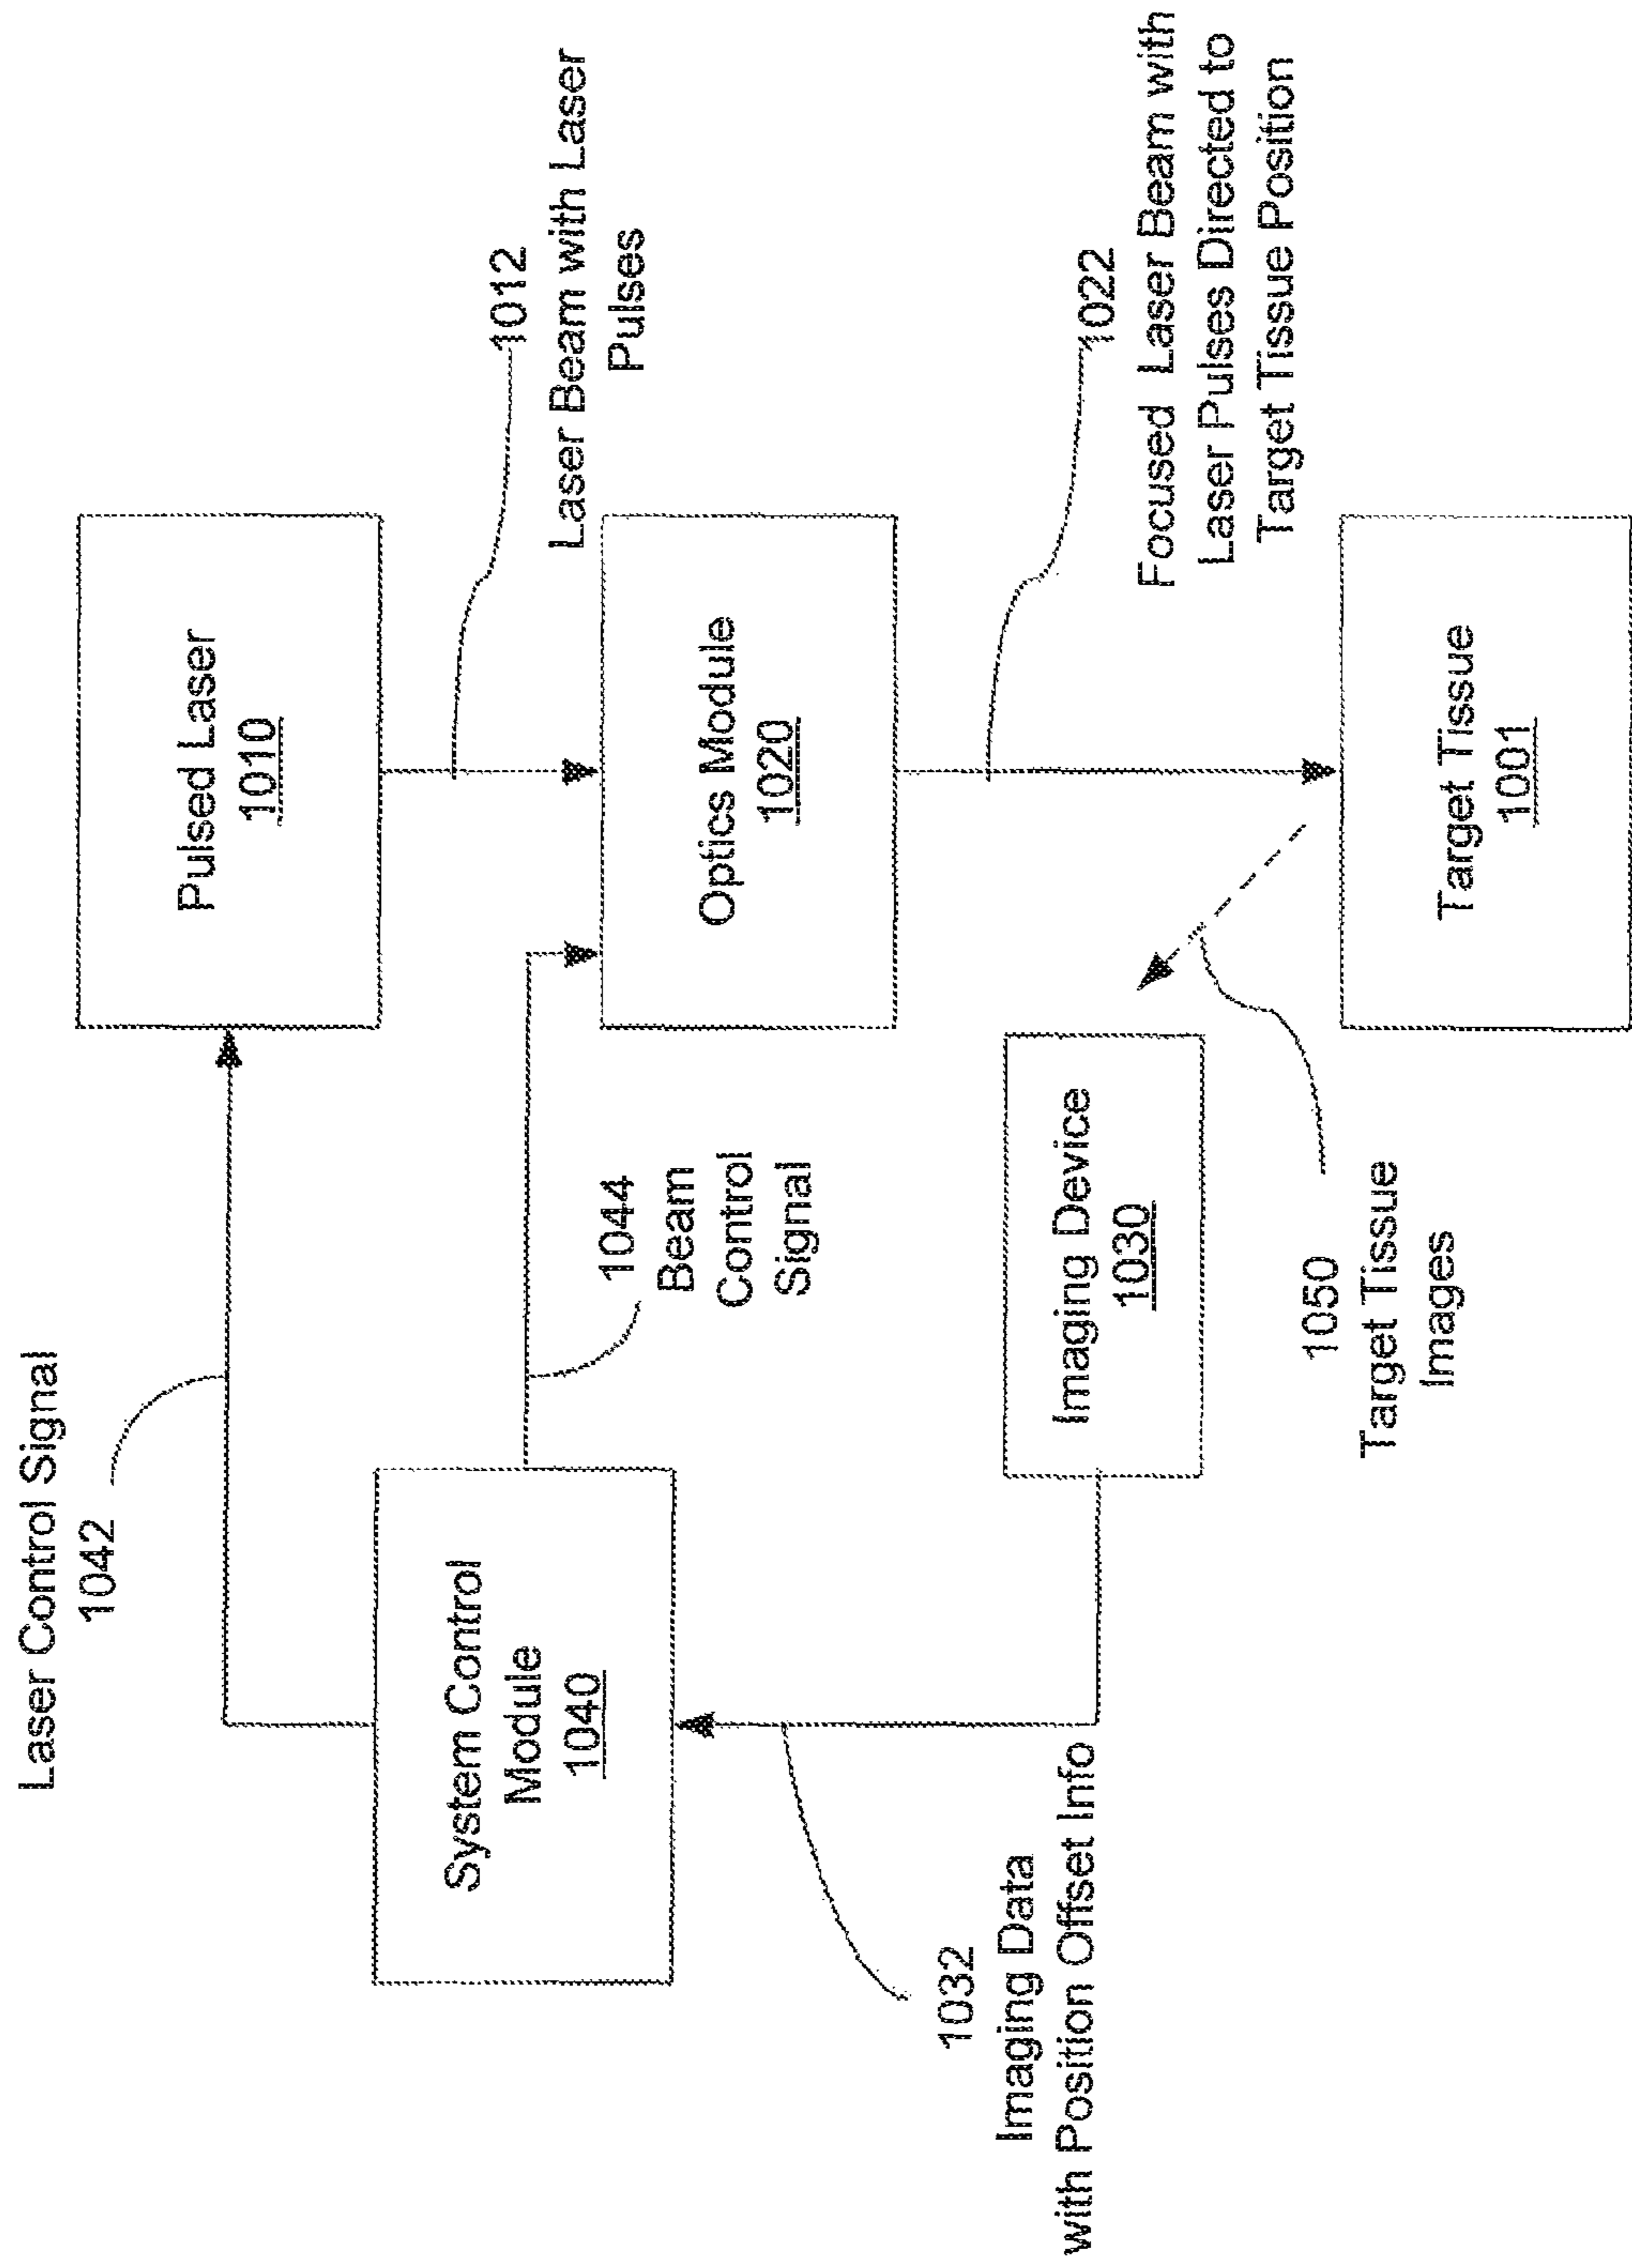 Laser Control Signal
1042
Pulsed Laser
1010
1012
Laser Beam with Laser
Pulses
System Control
Module
1040
1044
Beam
Control
Signal
Optics Module
1020
1032
Imaging Data
with Position Offset Info
Imaging Device
1030
1022
Focused Laser Beam with
Laser Pulses Directed to
Target Tissue Position
1050
Target Tissue
Images
Target Tissue
1001